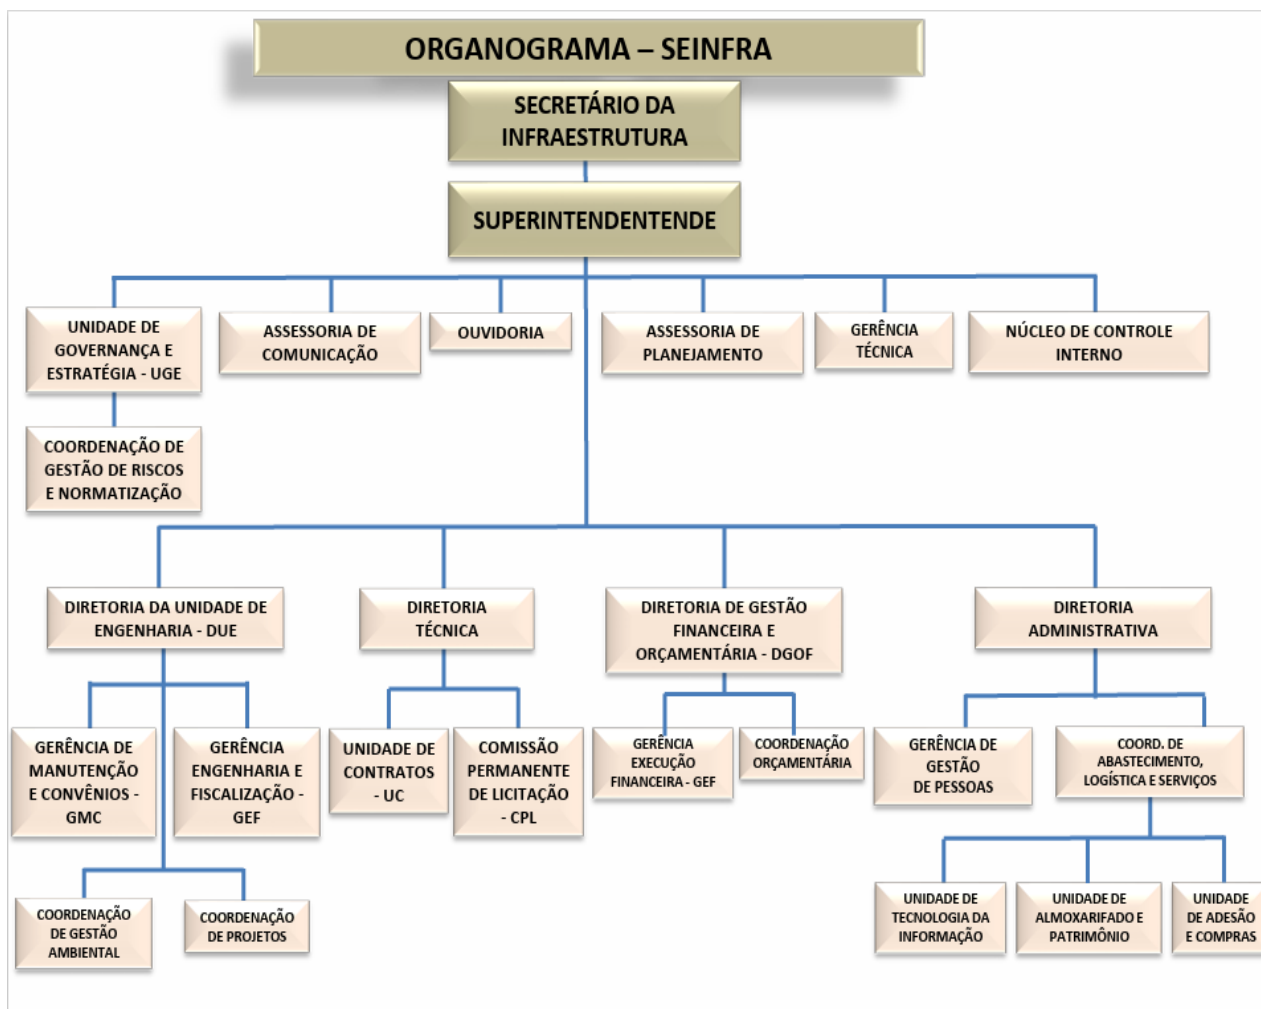 ORGANOGRAMA – SEINFRA
SECRETÁRIO DA
INFRAESTRUTURA
SUPERINTENDENTENDE
UNIDADE DE
GOVERNANÇA E
ESTRATÉGIA - UGE
ASSESSORIA DE
COMUNICAÇÃO
OUVIDORIA
ASSESSORIA DE
PLANEJAMENTO
GERÊNCIA
TÉCNICA
NÚCLEO DE CONTROLE
INTERNO
COORDENAÇÃO DE
GESTÃO DE RISCOS
E NORMATIZAÇÃO
DIRETORIA DA UNIDADE DE
ENGENHARIA - DUE
DIRETORIA
TÉCNICA
DIRETORIA DE GESTÃO
FINANCEIRA E
ORÇAMENTÁRIA - DGOF
DIRETORIA
ADMINISTRATIVA
GERÊNCIA DE
MANUTENÇÃO
E CONVÊNIOS -
GMC
GERÊNCIA
ENGENHARIA E
FISCALIZAÇÃO -
GEF
UNIDADE DE
CONTRATOS
- UC
COMISSÃO
PERMANENTE
DE LICITAÇÃO
- CPL
GERÊNCIA
EXECUÇÃO
FINANCEIRA - GEF
COORDENAÇÃO
ORÇAMENTÁRIA
GERÊNCIA DE
GESTÃO
DE PESSOAS
COORD. DE
ABASTECIMENTO,
LOGÍSTICA E SERVIÇOS
COORDENAÇÃO
DE GESTÃO
AMBIENTAL
COORDENAÇÃO
DE PROJETOS
UNIDADE DE
TECNOLOGIA DA
INFORMAÇÃO
UNIDADE DE
ALMOXARIFADO E
PATRIMÔNIO
UNIDADE
DE ADESÃO
E COMPRAS